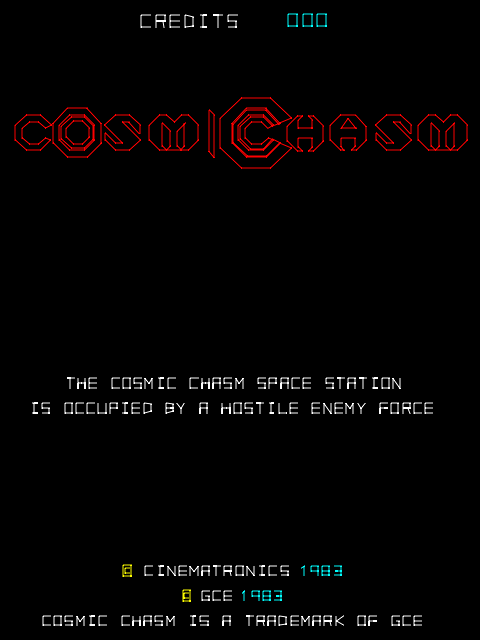 CREDITS 000
COSMIC CHASM
THE COSMIC CHASM SPACE STATION
IS OCCUPIED BY A HOSTILE ENEMY FORCE
© CINEMATRONICS 1983
© GCE 1983
COSMIC CHASM IS A TRADEMARK OF GCE